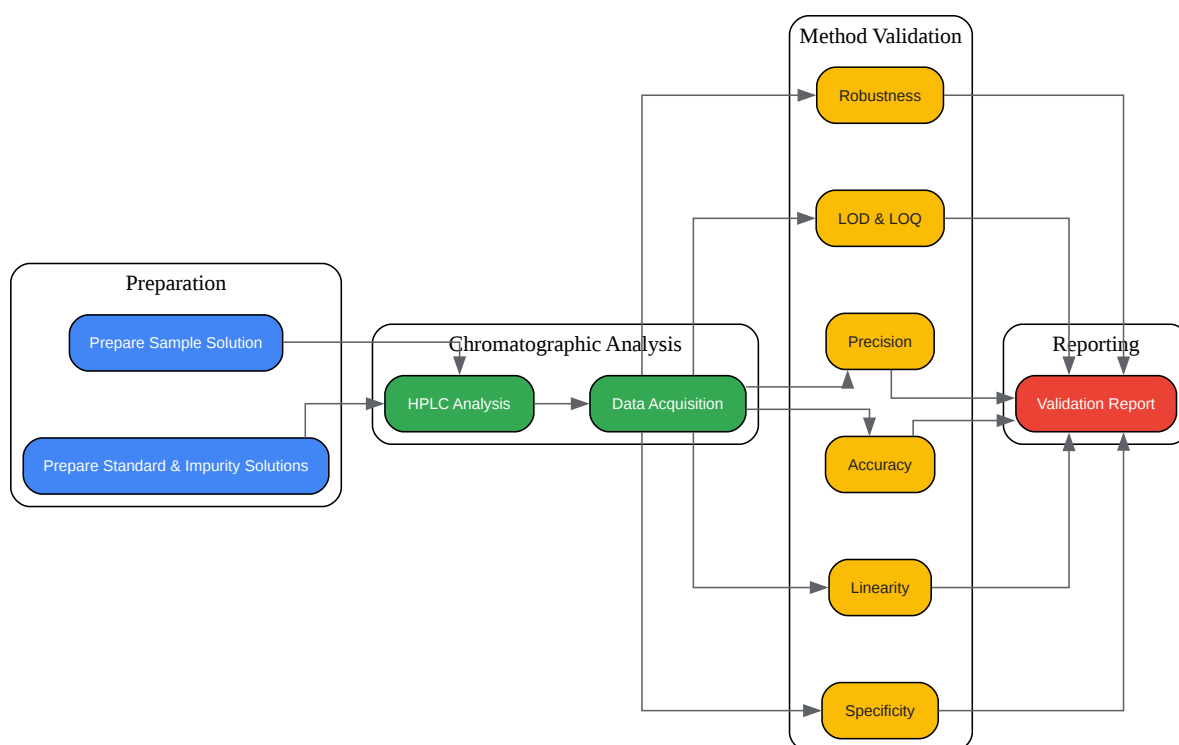 Method Validation
Robustness
LOD & LOQ
Preparation
Prepare Sample Solution
Prepare Standard & Impurity Solutions
Chromatographic Analysis
HPLC Analysis
Data Acquisition
Precision
Accuracy
Linearity
Specificity
Reporting
Validation Report